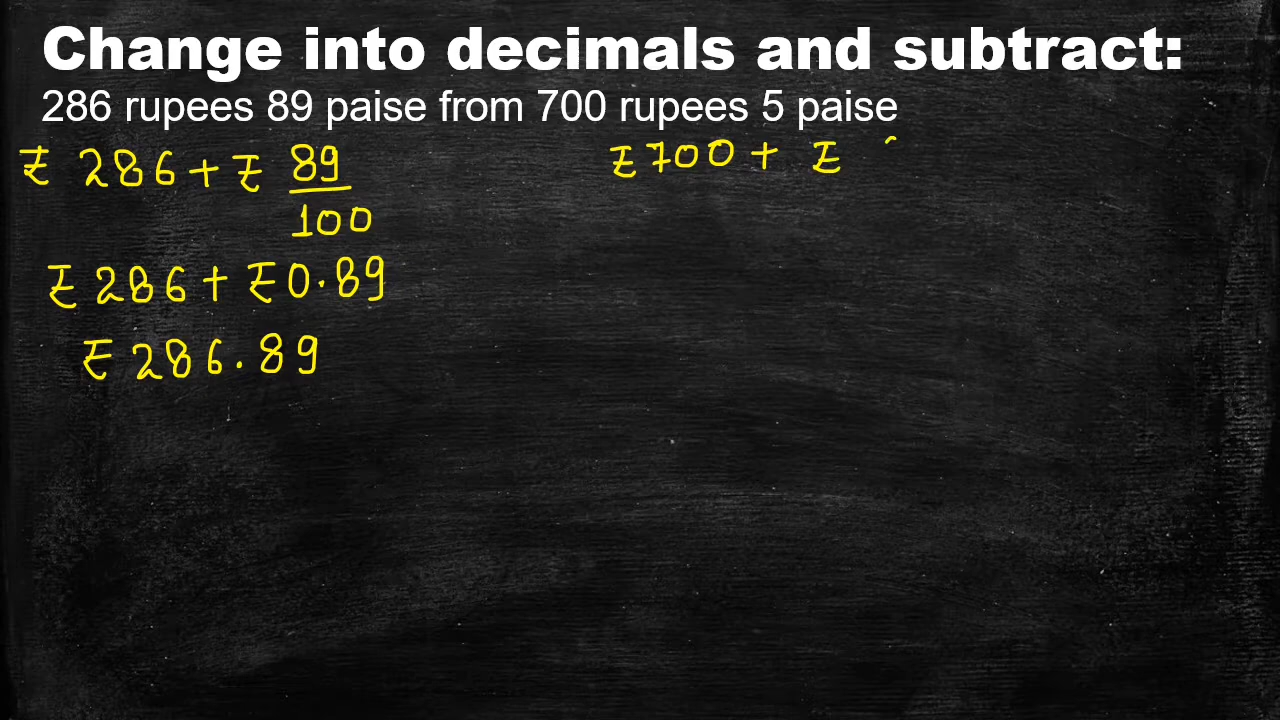 Change into decimals and subtract:
286 rupees 89 paise from 700 rupees 5 paise
₹ 286 + ₹ 89/100
₹ 700 + ₹
₹ 286 + ₹0.89
₹ 286.89